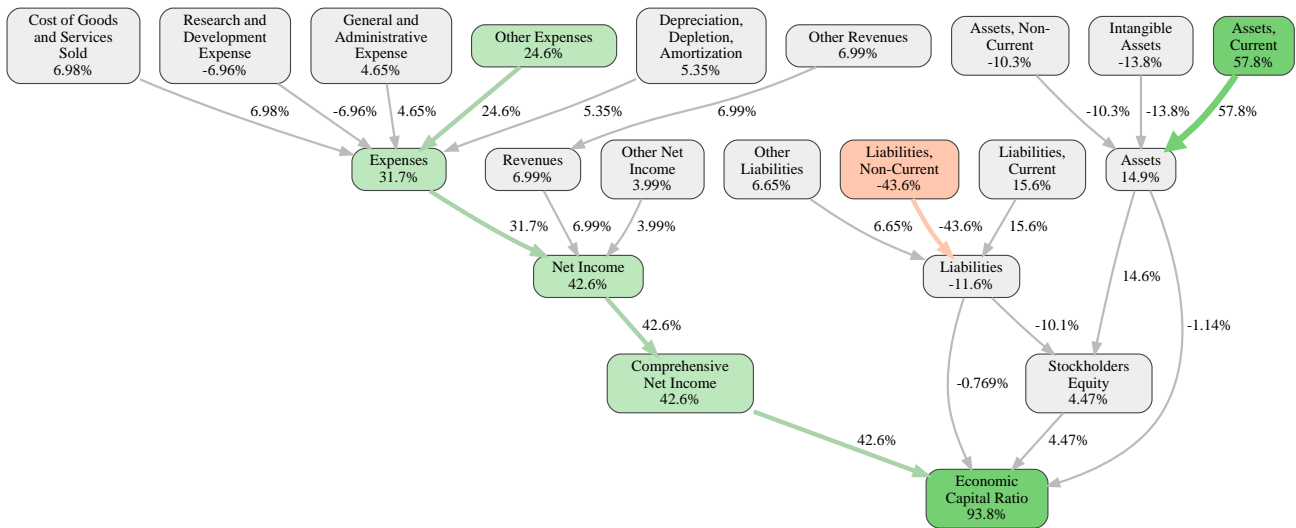 Cost of Goods
and Services
Sold
6.98%
Research and
Development
Expense
-6.96%
General and
Administrative
Expense
4.65%
Other Expenses
24.6%
Depreciation,
Depletion,
Amortization
5.35%
Other Revenues
6.99%
Assets, Non-
Current
-10.3%
Intangible
Assets
-13.8%
Assets,
Current
57.8%
6.98%
-6.96%
4.65%
24.6%
5.35%
6.99%
-10.3%
-13.8%
57.8%
Expenses
31.7%
Revenues
6.99%
Other Net
Income
3.99%
Other
Liabilities
6.65%
Liabilities,
Non-Current
-43.6%
Liabilities,
Current
15.6%
Assets
14.9%
31.7%
6.99%
3.99%
6.65%
-43.6%
15.6%
Net Income
42.6%
Liabilities
-11.6%
14.6%
42.6%
-10.1%
-1.14%
Comprehensive
Net Income
42.6%
-0.769%
Stockholders
Equity
4.47%
42.6%
4.47%
Economic
Capital Ratio
93.8%